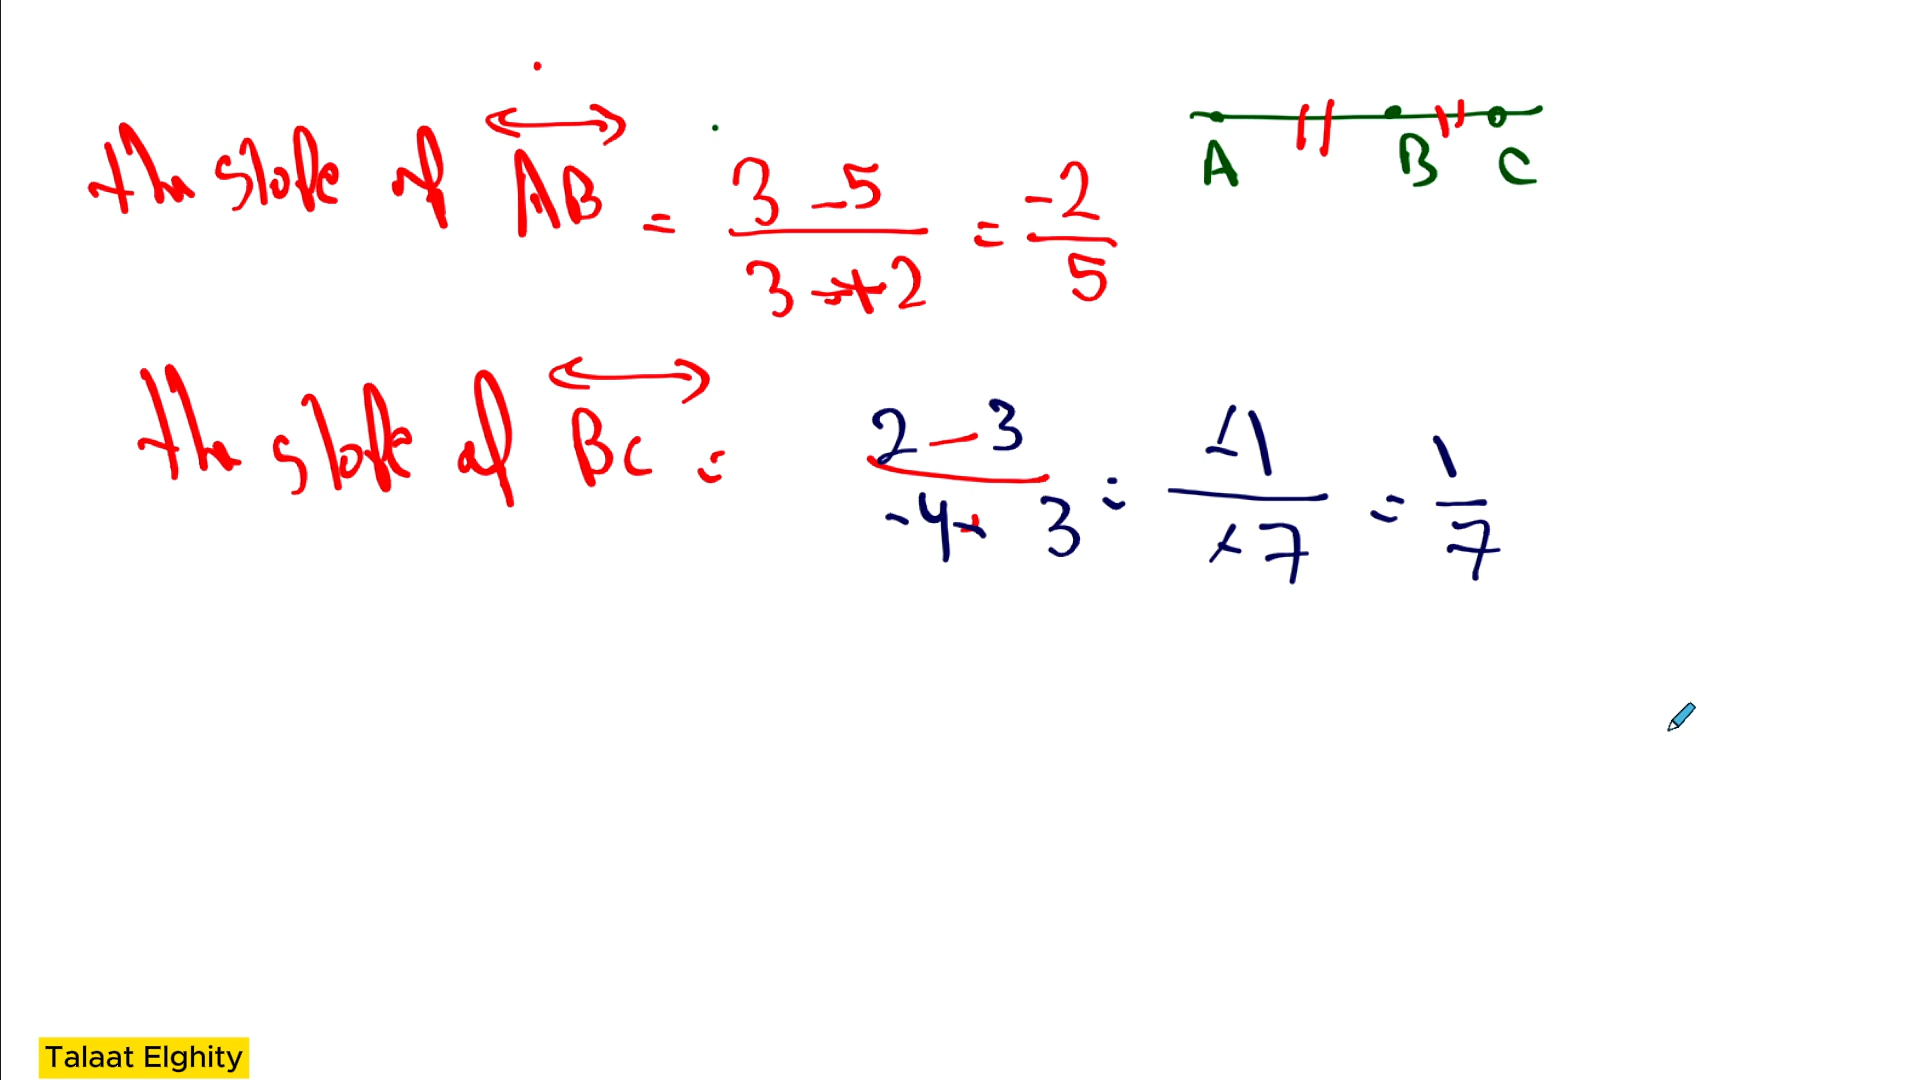 the slope of AB = 3 - 5 / 3 + 2 = -2 / 5
A B C
the slope of BC = 2 - 3 / -4 - 3 = -1 / -7 = 1 / 7
Talaat Elghity